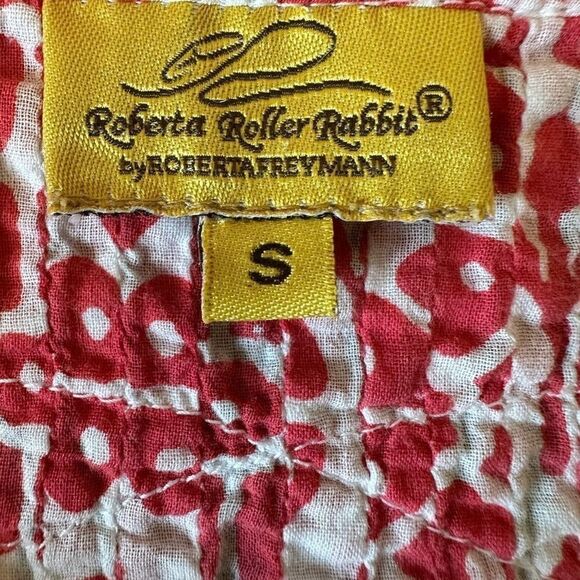 Roberta Roller Rabbit®
by ROBERTAFREYMANN
S